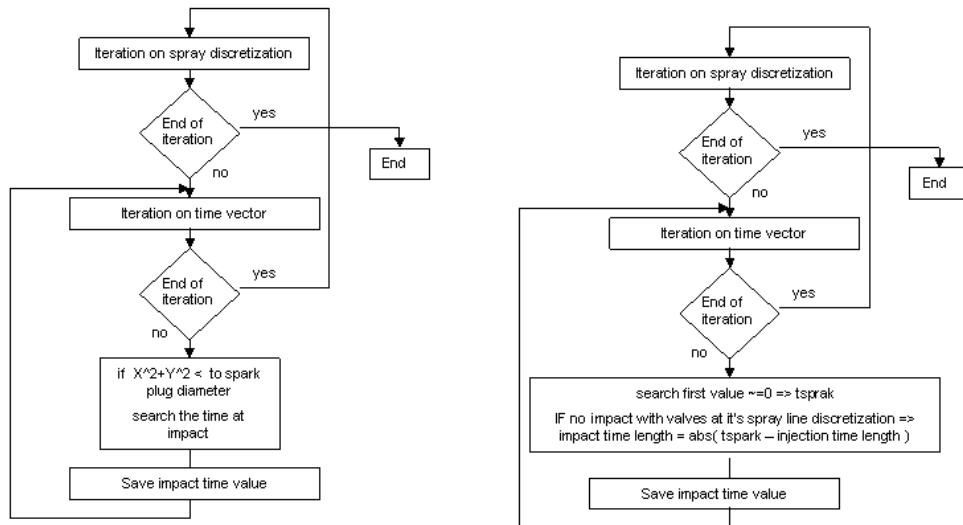 Iteration on spray discretization
End of
iteration
yes
End
no
Iteration on time vector
End of
iteration
yes
no
if X^2+Y^2 < to spark
plug diameter
search the time at
impact
Save impact time value
Iteration on spray discretization
End of
iteration
yes
End
no
Iteration on time vector
End of
iteration
yes
no
search first value ~=0 => tsprak
IF no impact with valves at it's spray line discretization =>
impact time length = abs( tspark – injection time length )
Save impact time value